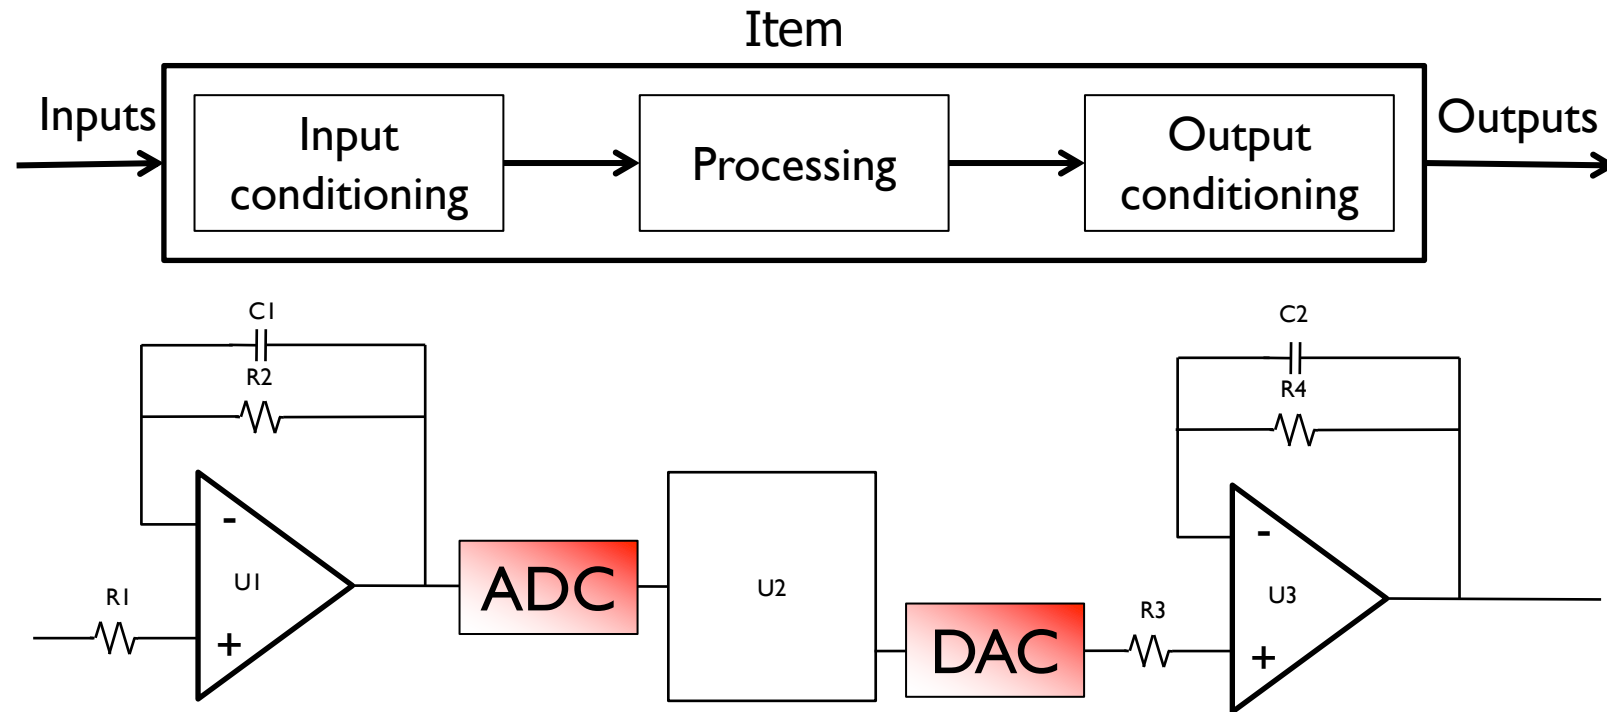 Item
Inputs
Input
conditioning
Processing
Output
conditioning
Outputs
C1
R2
-
U1
+
R1
ADC
U2
DAC
R3
C2
R4
-
U3
+